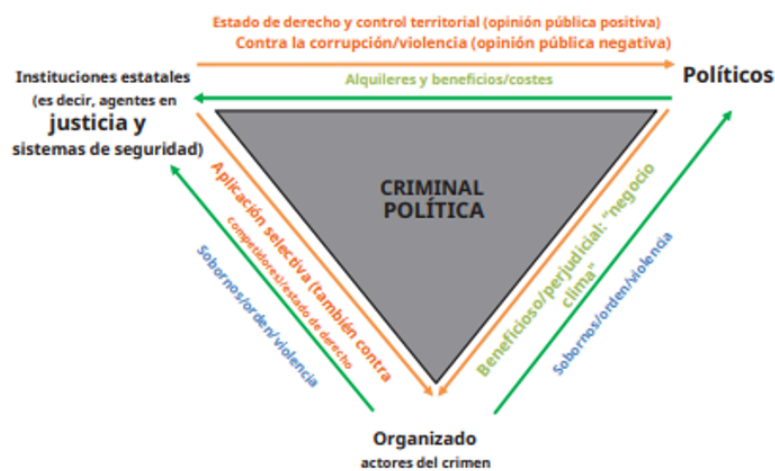 Estado de derecho y control territorial (opinión pública positiva)
Contra la corrupción/violencia (opinión pública negativa)
Instituciones estatales
(es decir, agentes en
justicia y
sistemas de seguridad)
Alquileres y beneficios/costes
Políticos
CRIMINAL
POLÍTICA
Aplicación selectiva (también contra
competidores)/estado de derecho
Sobornos/orden/violencia
Beneficioso/perjudicial: "negocio
clima"
Sobornos/orden/violencia
Organizado
actores del crimen